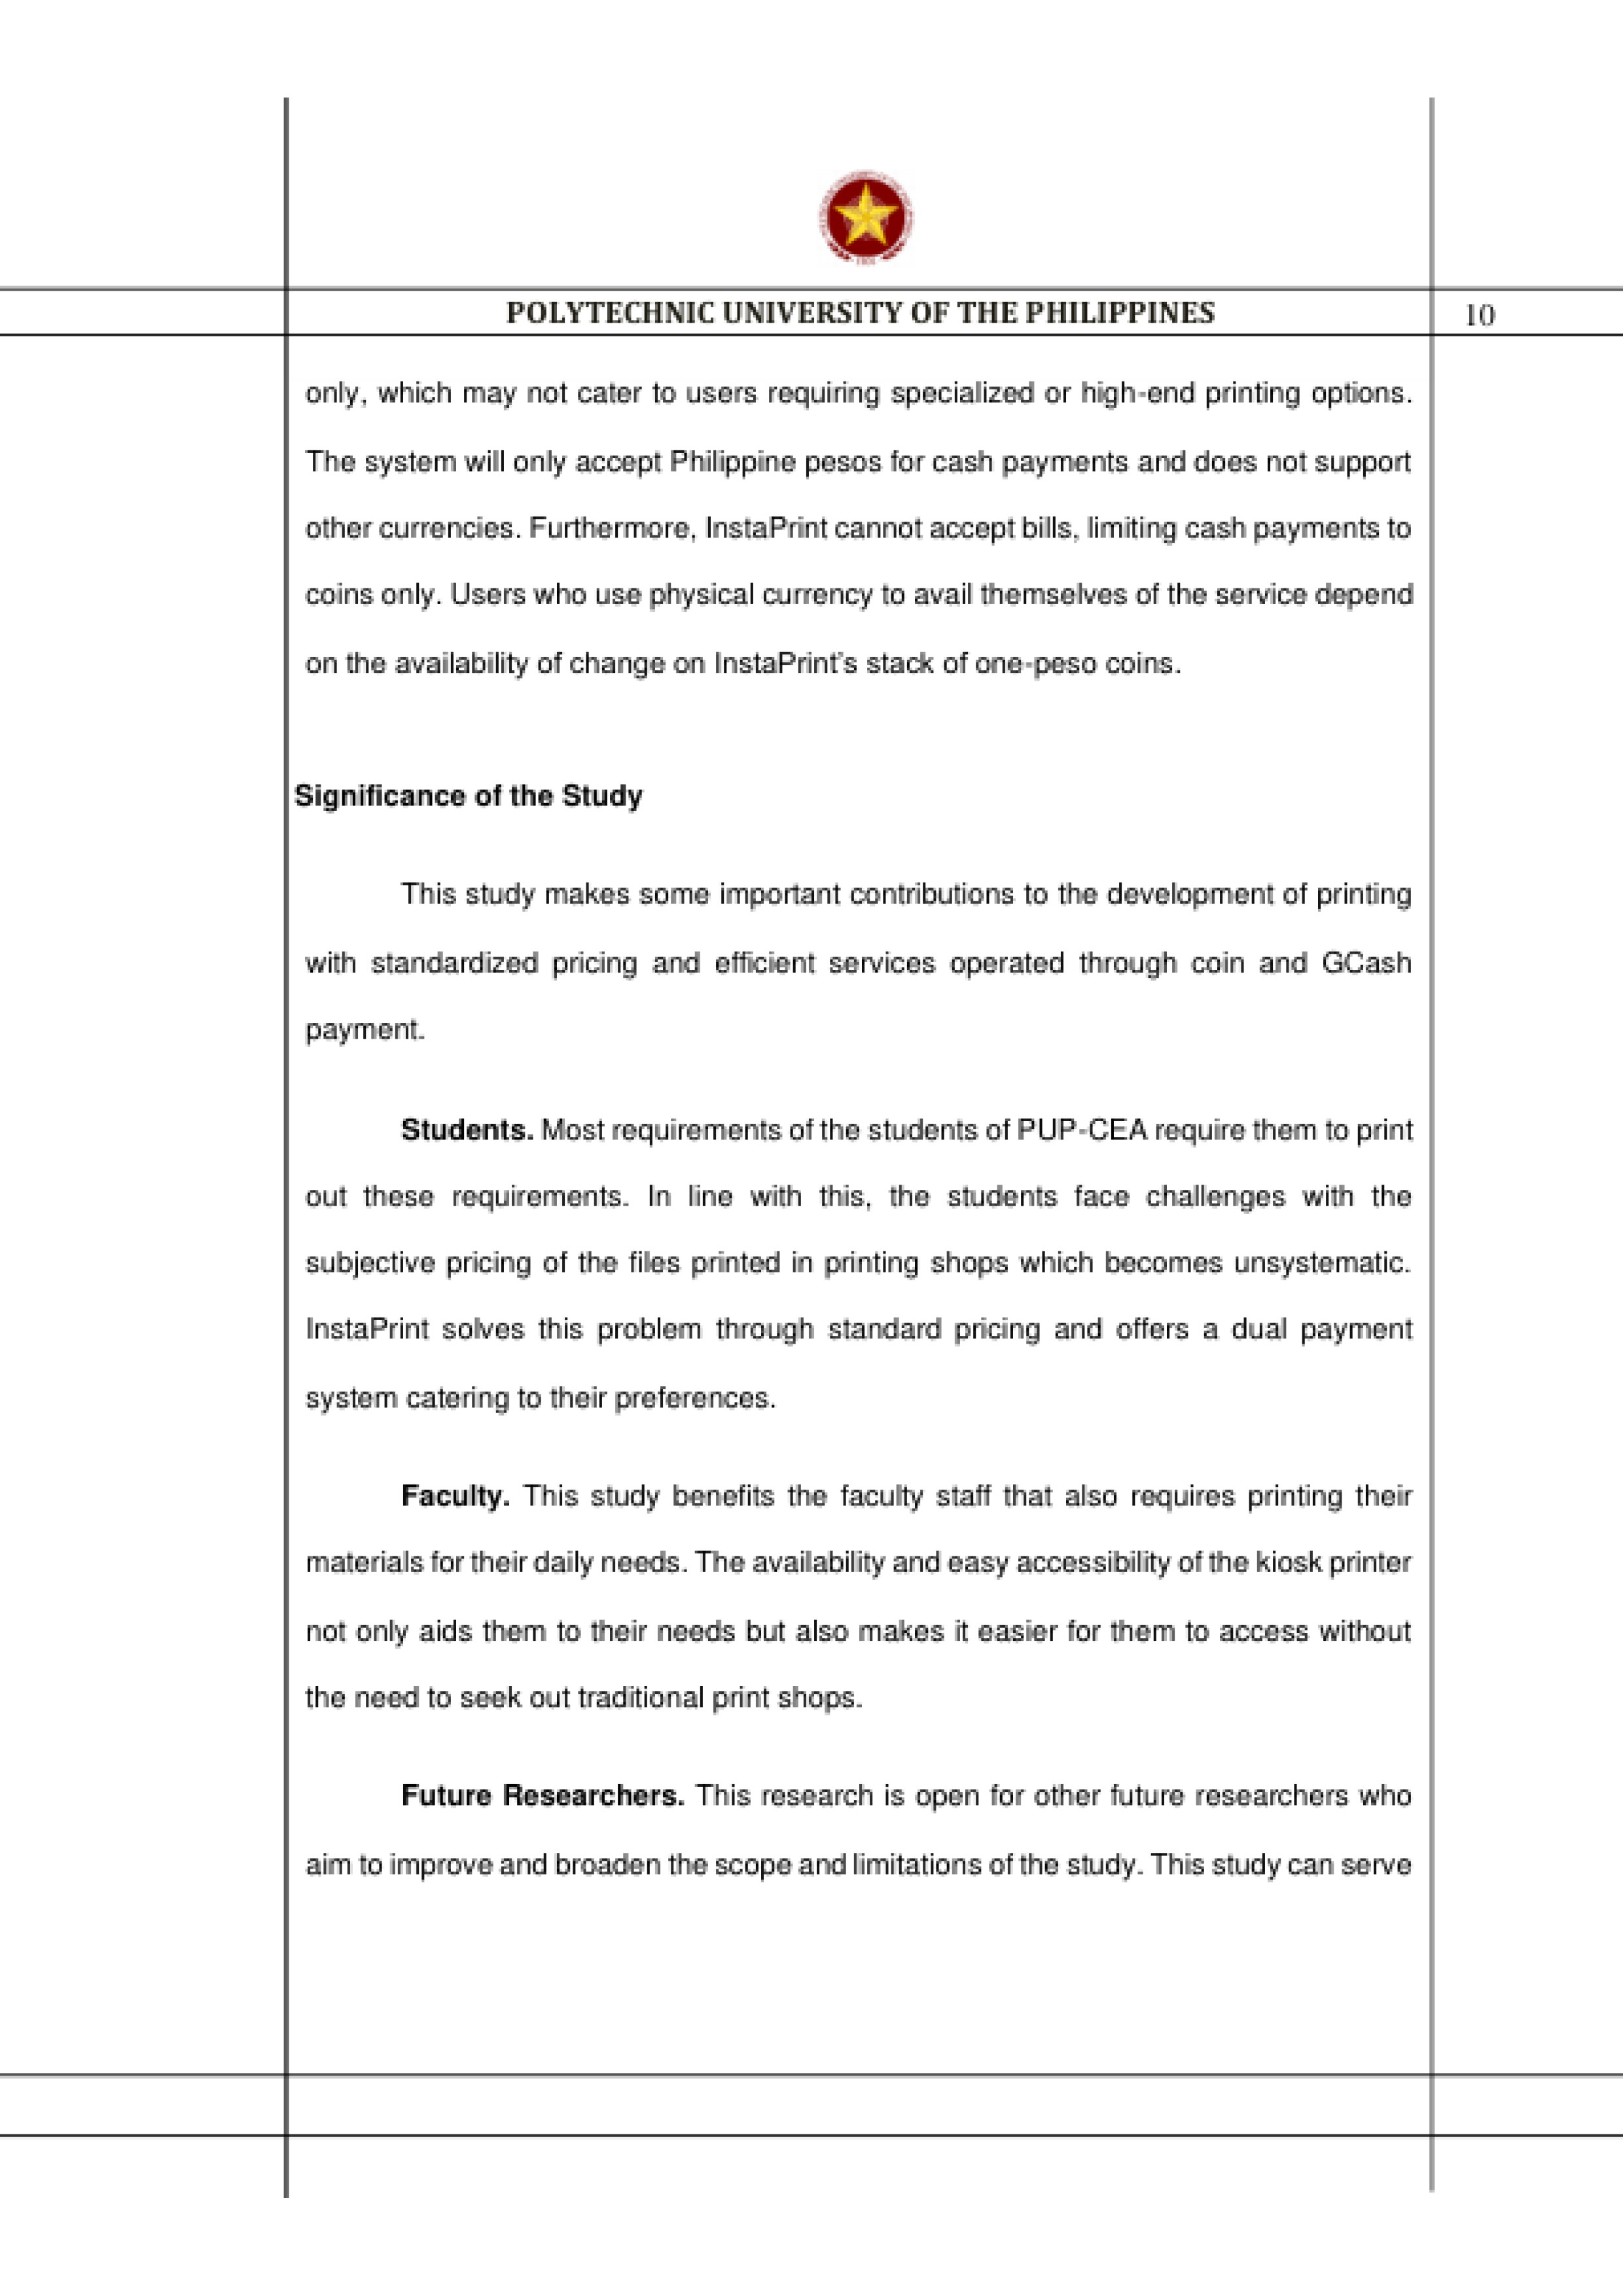 POLYTECHNIC UNIVERSITY OF THE PHILIPPINES
10
only, which may not cater to users requiring specialized or high-end printing options.
The system will only accept Philippine pesos for cash payments and does not support
other currencies. Furthermore, InstaPrint cannot accept bills, limiting cash payments to
coins only. Users who use physical currency to avail themselves of the service depend
on the availability of change on InstaPrint’s stack of one-peso coins.
Significance of the Study
This study makes some important contributions to the development of printing
with standardized pricing and efficient services operated through coin and GCash
payment.
Students. Most requirements of the students of PUP-CEA require them to print
out these requirements. In line with this, the students face challenges with the
subjective pricing of the files printed in printing shops which becomes unsystematic.
InstaPrint solves this problem through standard pricing and offers a dual payment
system catering to their preferences.
Faculty. This study benefits the faculty staff that also requires printing their
materials for their daily needs. The availability and easy accessibility of the kiosk printer
not only aids them to their needs but also makes it easier for them to access without
the need to seek out traditional print shops.
Future Researchers. This research is open for other future researchers who
aim to improve and broaden the scope and limitations of the study. This study can serve